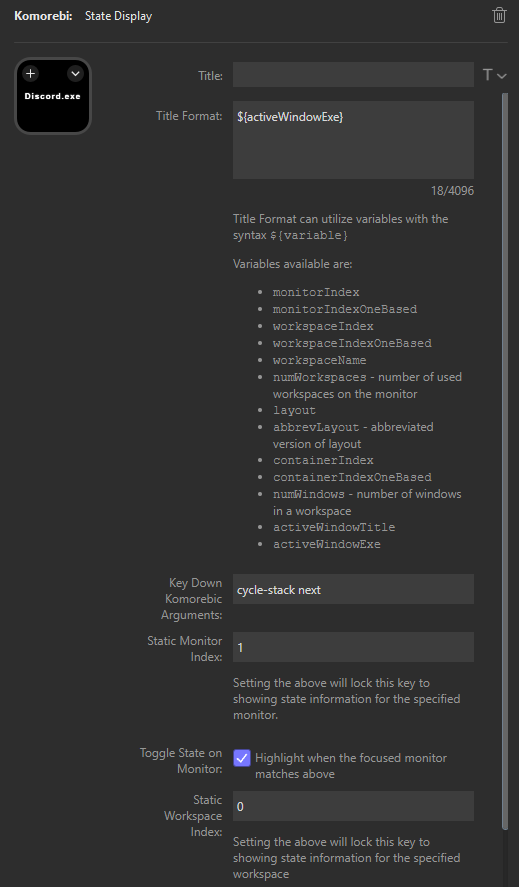 Komorebi: State Display
Discord.exe
Title:
T
Title Format:
${activeWindowExe}
18/4096
Title Format can utilize variables with the
syntax ${variable}
Variables available are:
• monitorIndex
• monitorIndexOneBased
• workspaceIndex
• workspaceIndexOneBased
• workspaceName
• numWorkspaces - number of used
workspaces on the monitor
• layout
• abbrevLayout - abbreviated
version of layout
• containerIndex
• containerIndexOneBased
• numWindows - number of windows
in a workspace
• activeWindowTitle
• activeWindowExe
Key Down
Komorebic
Arguments:
cycle-stack next
Static Monitor
Index:
1
Setting the above will lock this key to
showing state information for the specified
monitor.
Toggle State on
Monitor:
Highlight when the focused monitor
matches above
Static
Workspace
Index:
0
Setting the above will lock this key to
showing state information for the specified
workspace